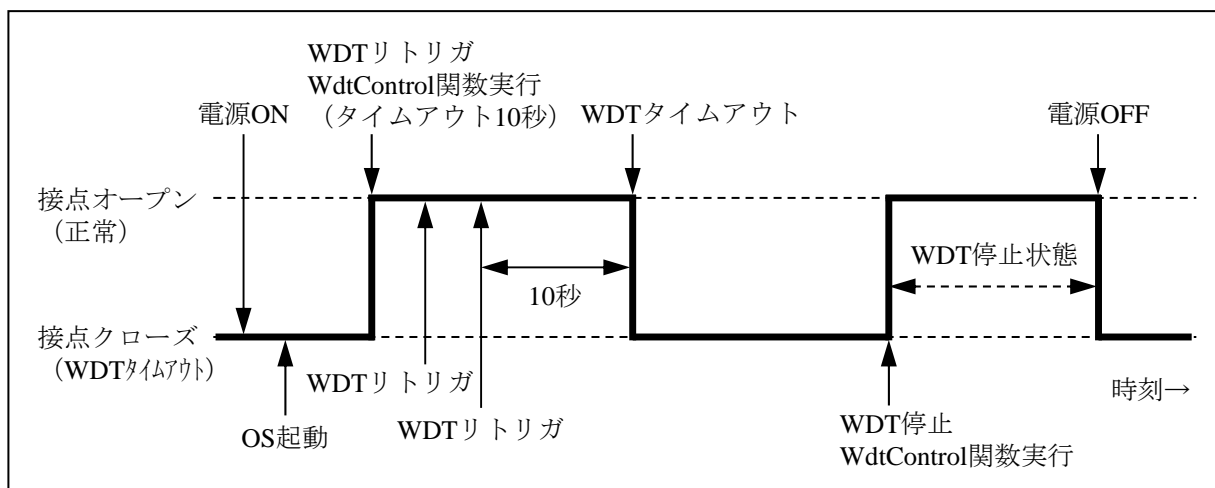 WDTリトリガ
WdtControl関数実行
（タイムアウト10秒）
電源ON
WDTタイムアウト
電源OFF
接点オープン
（正常）
WDT停止状態
10秒
接点クローズ
（WDTﾀｲﾑｱｳﾄ）
WDTリトリガ
時刻→
OS起動
WDTリトリガ
WDT停止
WdtControl関数実行